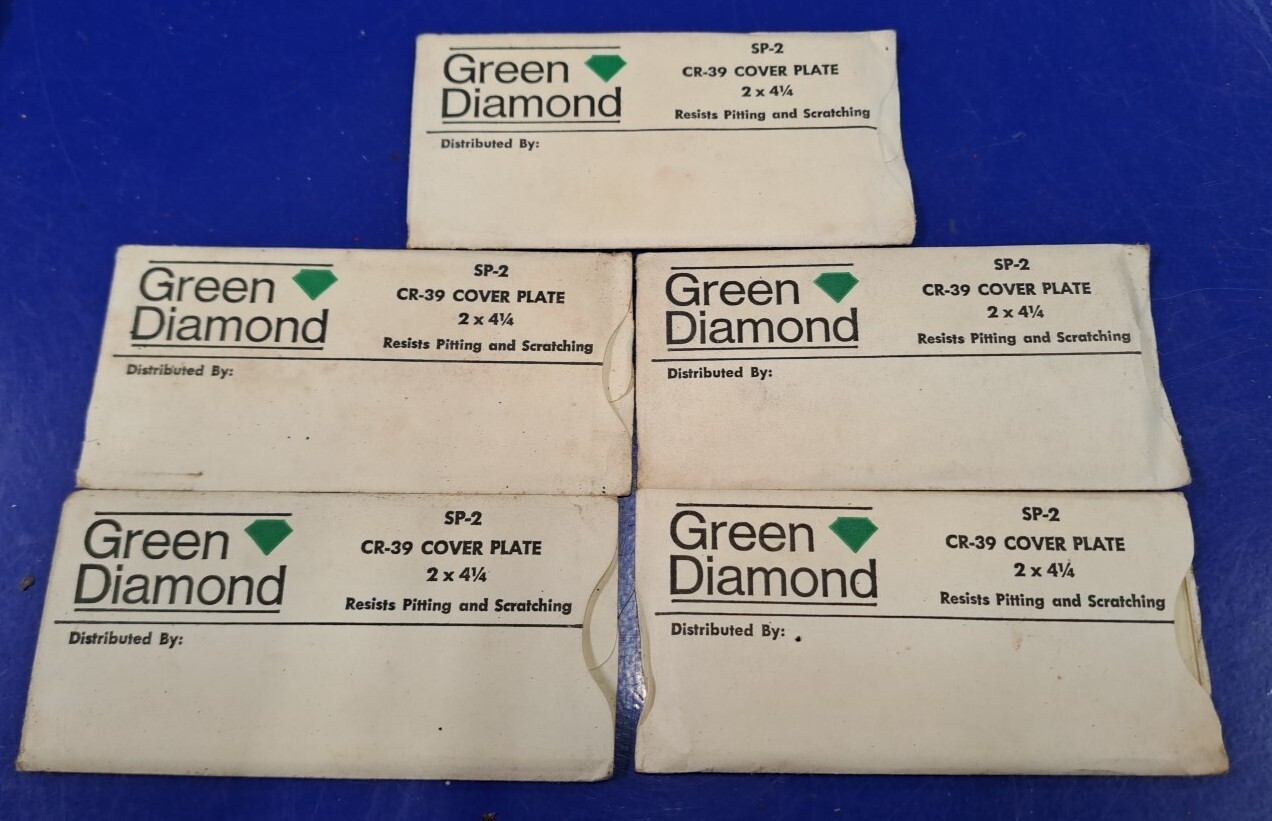 Green
Diamond
SP-2
CR-39 COVER PLATE
2 x 4¼
Resists Pitting and Scratching
Distributed By:
Green
Diamond
SP-2
CR-39 COVER PLATE
2 x 4¼
Resists Pitting and Scratching
Distributed By:
Green
Diamond
SP-2
CR-39 COVER PLATE
2 x 4¼
Resists Pitting and Scratching
Distributed By:
Green
Diamond
SP-2
CR-39 COVER PLATE
2 x 4¼
Resists Pitting and Scratching
Distributed By:
Green
Diamond
SP-2
CR-39 COVER PLATE
2 x 4¼
Resists Pitting and Scratching
Distributed By: